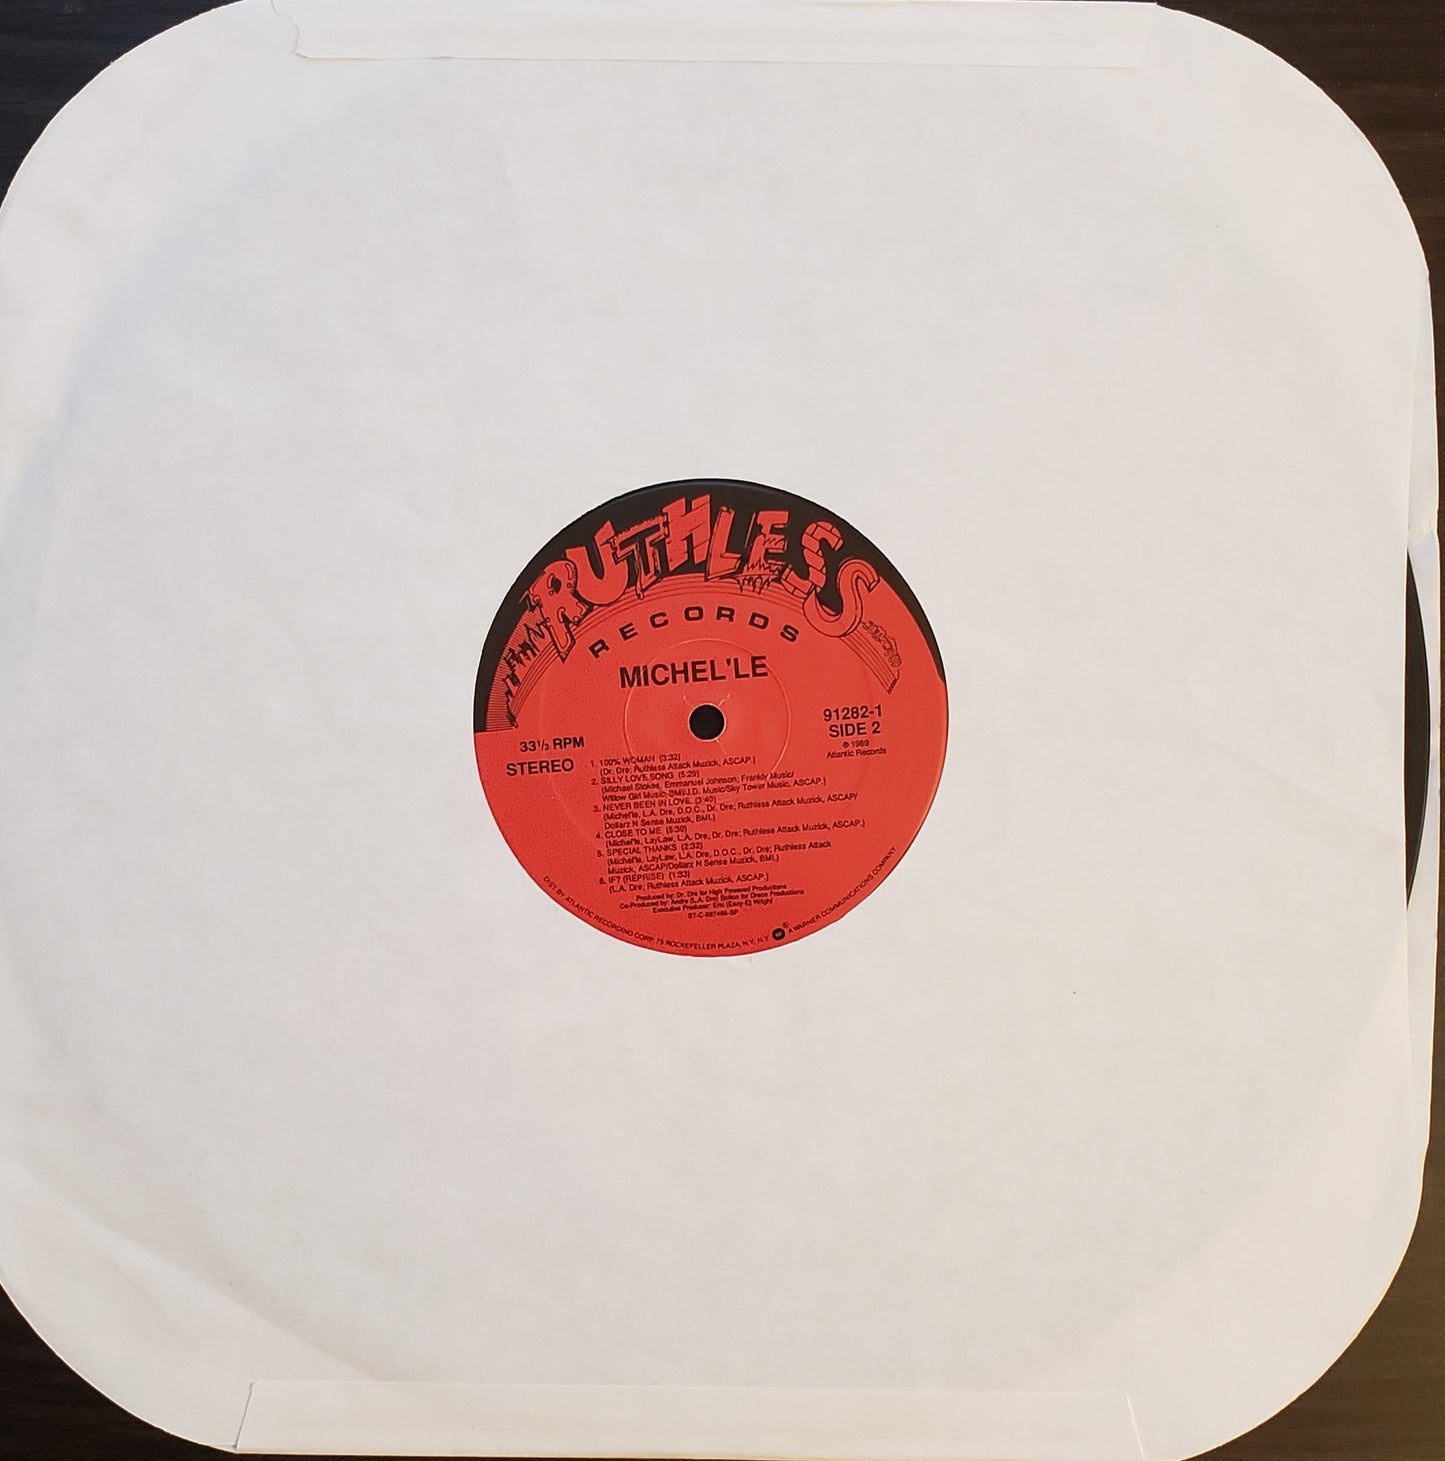 RUTHLESS
RECORDS
MICHEL'LE
91282-1
SIDE 2
℗ 1989
Atlantic Records
33⅓ RPM
STEREO
1. 100% WOMAN (3:32)
(Dr. Dre; Ruthless Attack Muzick, ASCAP.)
2. SILLY LOVE SONG (5:29)
(Michael Stokes, Emmanuel Johnson; Frankly Music/
Willow Girl Music, BMI/J.D. Music/Sky Tower Music, ASCAP.)
3. NEVER BEEN IN LOVE (3:40)
(Michel'le, L.A. Dre, D.O.C., Dr. Dre; Ruthless Attack Muzick, ASCAP/
Dollarz N Sense Muzick, BMI.)
4. CLOSE TO ME (5:30)
(Michel'le, LayLaw, L.A. Dre, Dr. Dre; Ruthless Attack Muzick, ASCAP.)
5. SPECIAL THANKS (2:32)
(Michel'le, LayLaw, L.A. Dre, D.O.C., Dr. Dre; Ruthless Attack
Muzick, ASCAP/Dollarz N Sense Muzick, BMI.)
6. IF? (REPRISE) (1:33)
(L.A. Dre; Ruthless Attack Muzick, ASCAP.)
Produced by: Dr. Dre for High Powered Productions
Co-Produced by: Andre (L.A. Dre) Bolton for Dreco Productions
Executive Producer: Eric (Eazy-E) Wright
ST-C-897466-SP
DIST. BY ATLANTIC RECORDING CORP. 75 ROCKEFELLER PLAZA, N.Y., N.Y. W ® A WARNER COMMUNICATIONS COMPANY